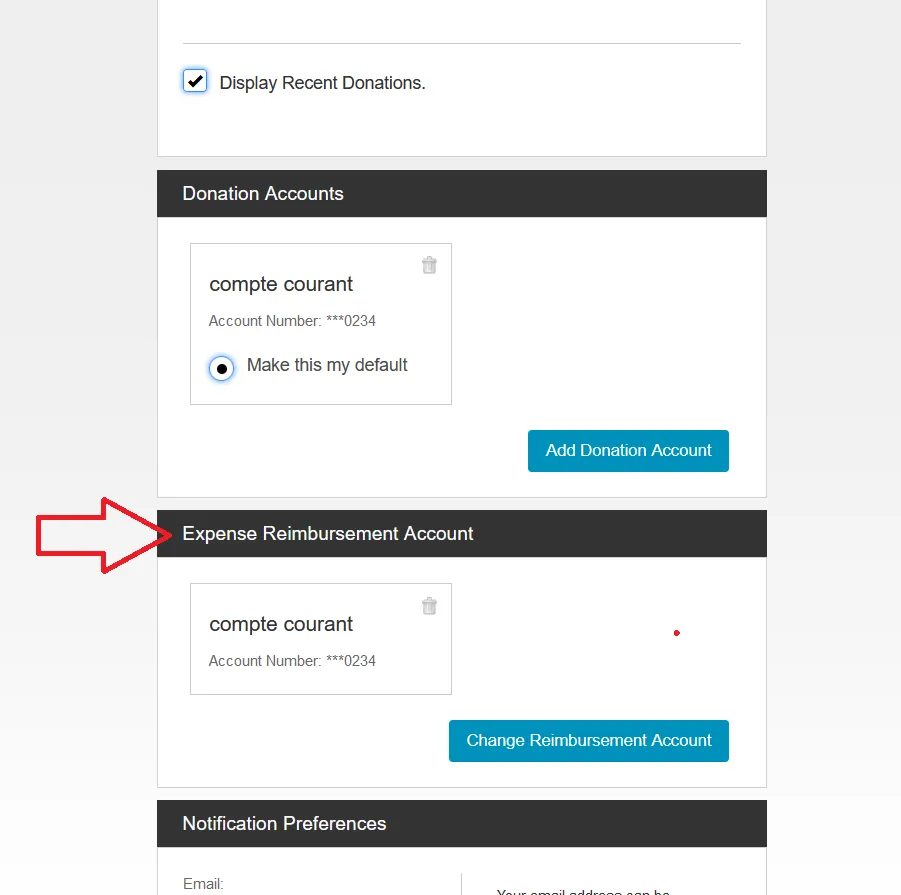 Display Recent Donations.
Donation Accounts
compte courant
Account Number: ***0234
Make this my default
Add Donation Account
Expense Reimbursement Account
compte courant
Account Number: ***0234
Change Reimbursement Account
Notification Preferences
Email:
Your email address can be